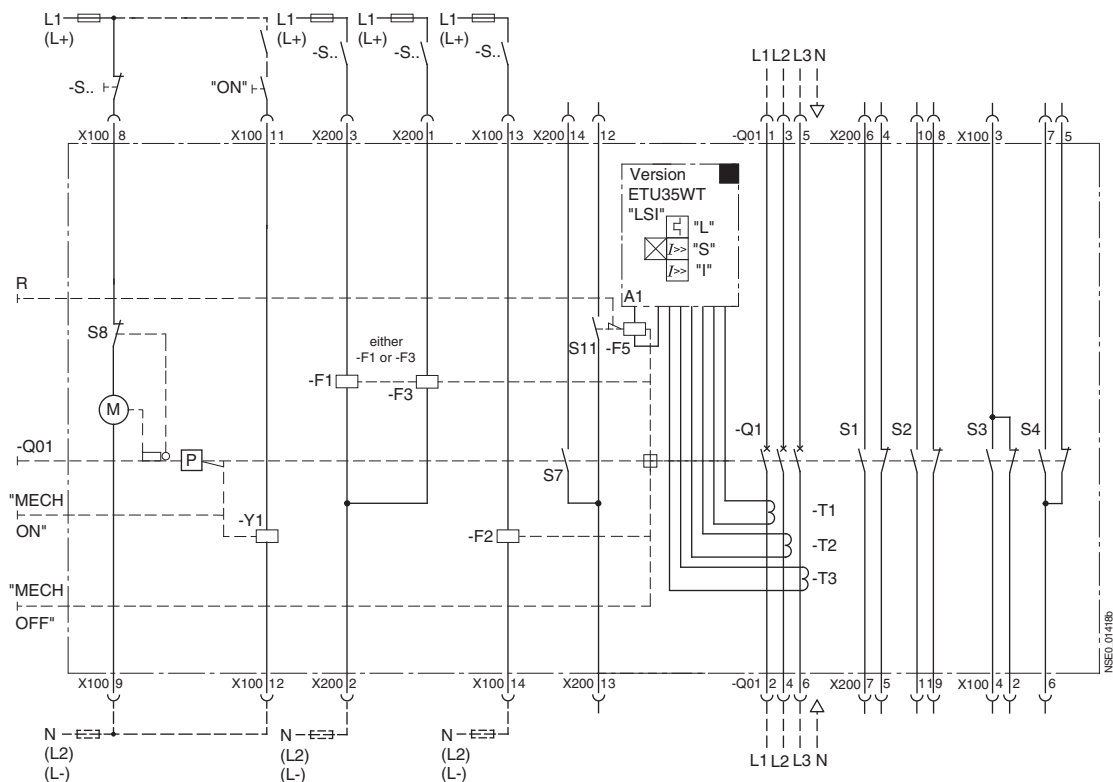 L1 L1 L1 L1
(L+) (L+) (L+) (L+)
L1 L2 L3 N
-S.. "ON" -S.. -S.. -S..
X100 8 X100 11 X200 3 X200 1 X100 13 X200 14 12 -Q01 1 3 5 X200 6 4 10 8 X100 3 7 5
Version
ETU35WT
"LSI"
"L"
I>> "S"
I>> "I"
A1
R
S8
S11 -F5
either
-F1 or -F3
-F1 -F3
M
-Q1 S1 S2 S3 S4
-Q01
P
S7
"MECH
ON"
-Y1
-F2
-T1
-T2
-T3
"MECH
OFF"
NSE0_01418b
X100 9 X100 12 X200 2 X100 14 X200 13 -Q01 2 4 6 X200 7 5 11 9 X100 4 2 6
N N N
(L2) (L2) (L2)
(L-) (L-) (L-)
L1 L2 L3 N